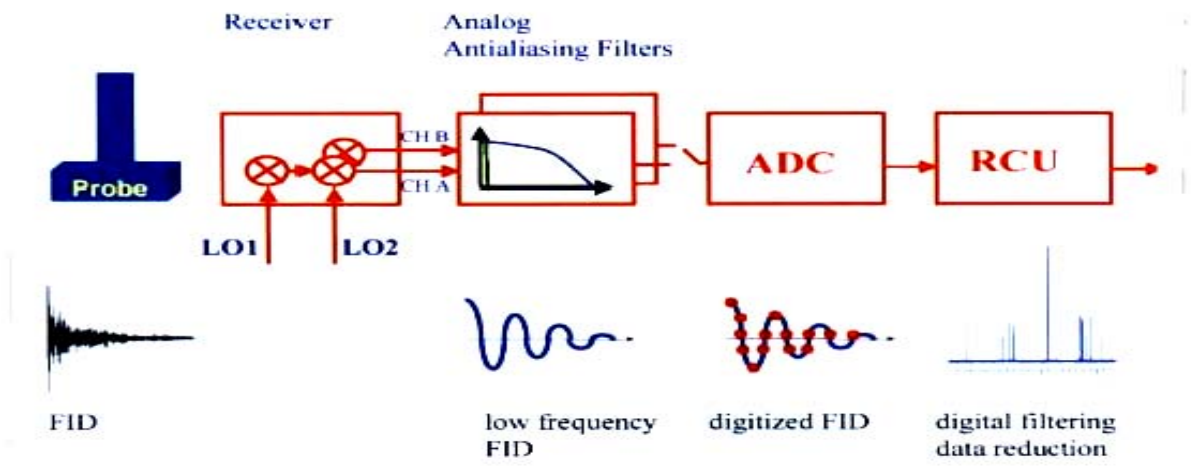 Receiver
Analog
Antialiasing Filters
Probe
CH B
CH A
ADC
RCU
LO1
LO2
FID
low frequency
FID
digitized FID
digital filtering
data reduction